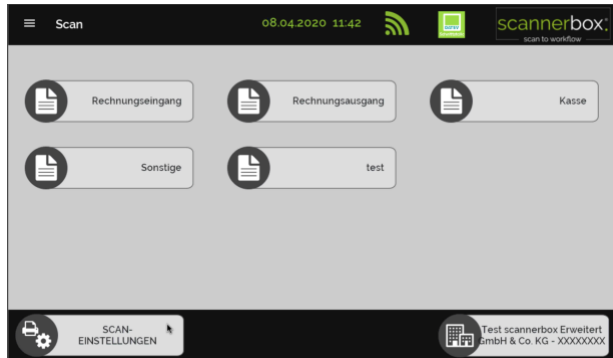 Scan
08.04.2020 11:42
scannerbox:
scan to workflow
Rechnungseingang
Rechnungsausgang
Kasse
Sonstige
test
SCAN-
EINSTELLUNGEN
Test scannerbox Erweitert
GmbH & Co. KG - XXXXXXXX